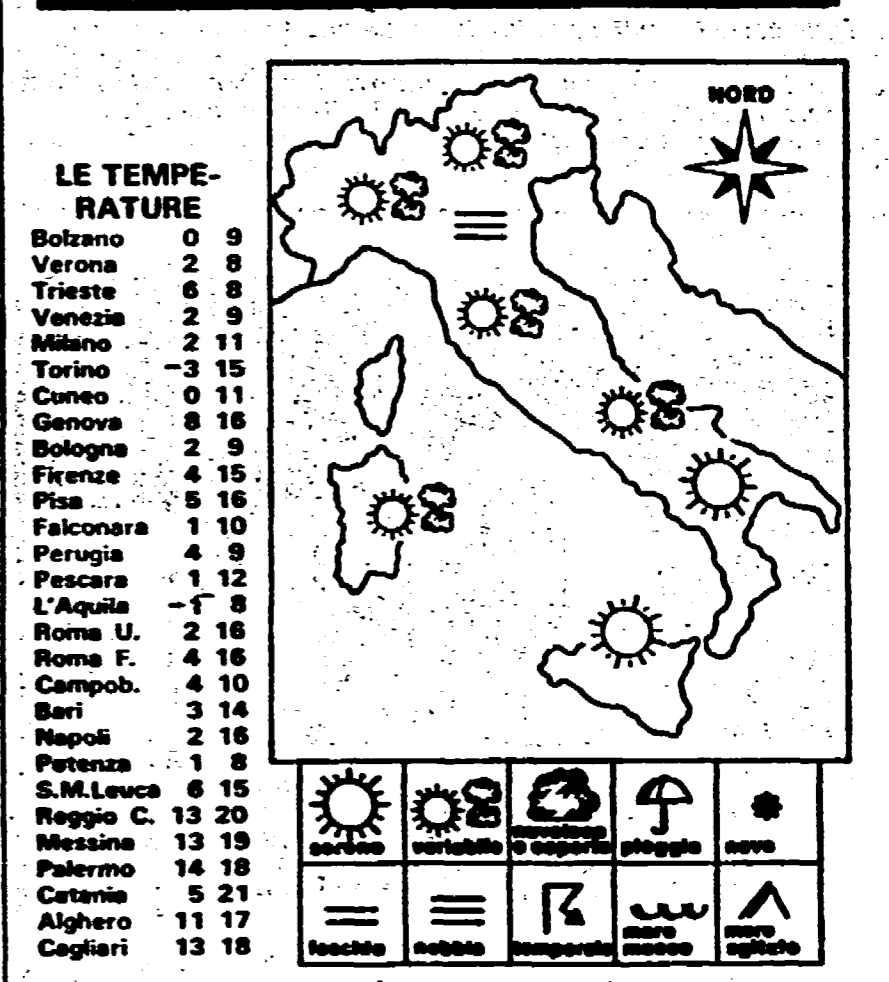 NORD
LE TEMPE-
RATURE
Bolzano 0 9
Verona 2 8
Trieste 6 8
Venezia 2 9
Milano 2 11
Torino -3 15
Cuneo 0 11
Genova 8 16
Bologna 2 9
Firenze 4 15
Pisa 5 16
Falconara 1 10
Perugia 4 9
Pescara 1 12
L'Aquila -1 8
Roma U. 2 16
Roma F. 4 16
Campob. 4 10
Bari 3 14
Napoli 2 16
Potenza 1 8
S.M.Leuca 6 15
Reggio C. 13 20
Messina 13 19
Palermo 14 18
Catania 5 21
Alghero 11 17
Cagliari 13 18
sereno variabile nuvoloso o coperto pioggia neve
foschia nebbia temporale mare mosso mare agitato